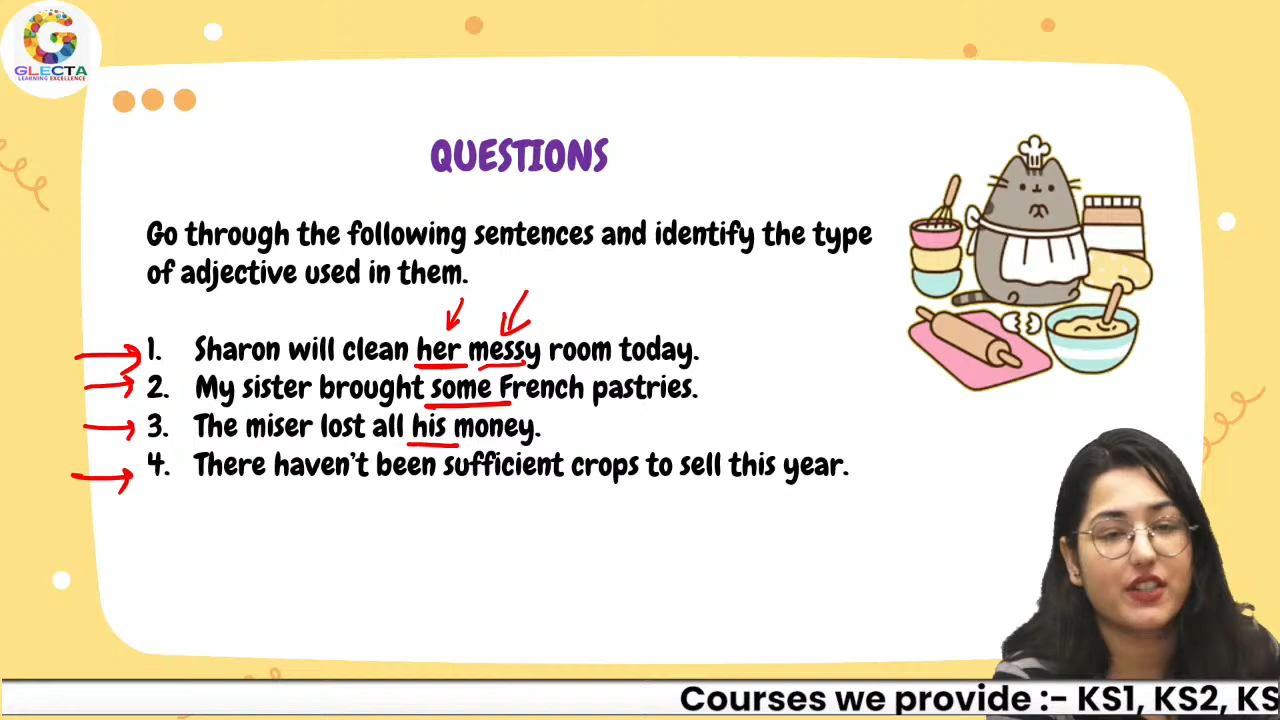 GLECTA
LEARNING EXCELLENCE
QUESTIONS
Go through the following sentences and identify the type
of adjective used in them.
1. Sharon will clean her messy room today.
2. My sister brought some French pastries.
3. The miser lost all his money.
4. There haven't been sufficient crops to sell this year.
Courses we provide :- KS1, KS2, KS